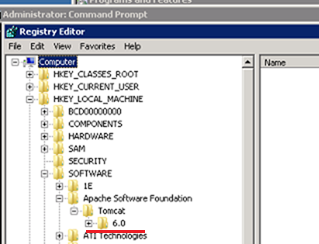 Programs and Features
Administrator: Command Prompt
Registry Editor
File Edit View Favorites Help
Computer
Name
HKEY_CLASSES_ROOT
HKEY_CURRENT_USER
HKEY_LOCAL_MACHINE
BCD00000000
COMPONENTS
HARDWARE
SAM
SECURITY
SOFTWARE
1E
Apache Software Foundation
Tomcat
6.0
ATI Technologies